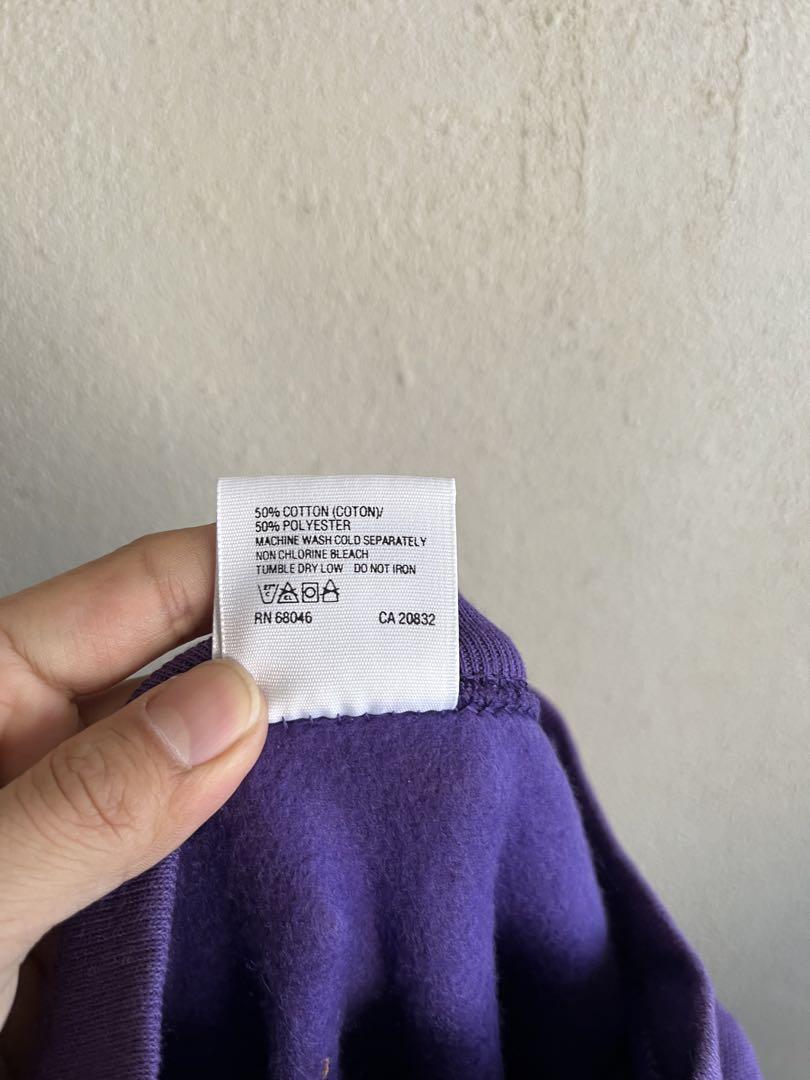 50% COTTON (COTON)/
50% POLYESTER
MACHINE WASH COLD SEPARATELY
NON CHLORINE BLEACH
TUMBLE DRY LOW DO NOT IRON
RN 68046 CA 20832